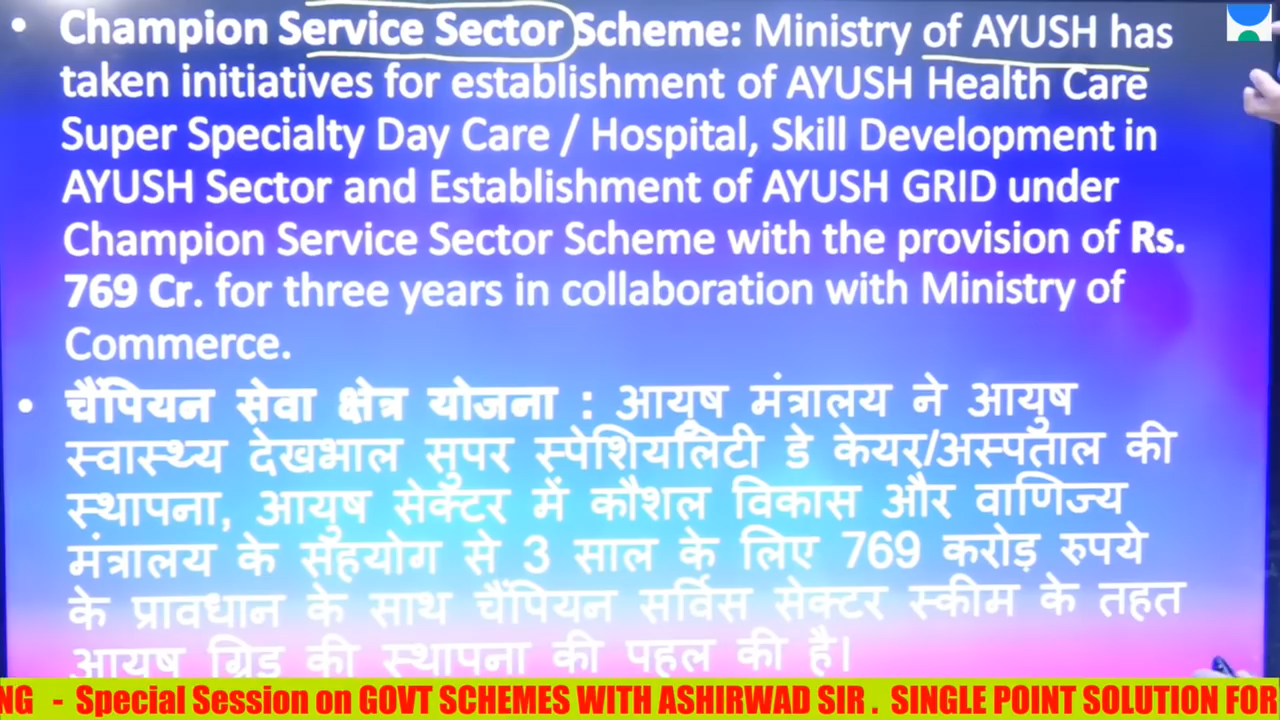 • Champion Service Sector Scheme: Ministry of AYUSH has
taken initiatives for establishment of AYUSH Health Care
Super Specialty Day Care / Hospital, Skill Development in
AYUSH Sector and Establishment of AYUSH GRID under
Champion Service Sector Scheme with the provision of Rs.
769 Cr. for three years in collaboration with Ministry of
Commerce.
• चैंपियन सेवा क्षेत्र योजना : आयुष मंत्रालय ने आयुष
स्वास्थ्य देखभाल सुपर स्पेशियलिटी डे केयर/अस्पताल की
स्थापना, आयुष सेक्टर में कौशल विकास और वाणिज्य
मंत्रालय के सहयोग से 3 साल के लिए 769 करोड़ रुपये
के प्रावधान के साथ चैंपियन सर्विस सेक्टर स्कीम के तहत
आयुष ग्रिड की स्थापना की पहल की है।
NG - Special Session on GOVT SCHEMES WITH ASHIRWAD SIR . SINGLE POINT SOLUTION FOR